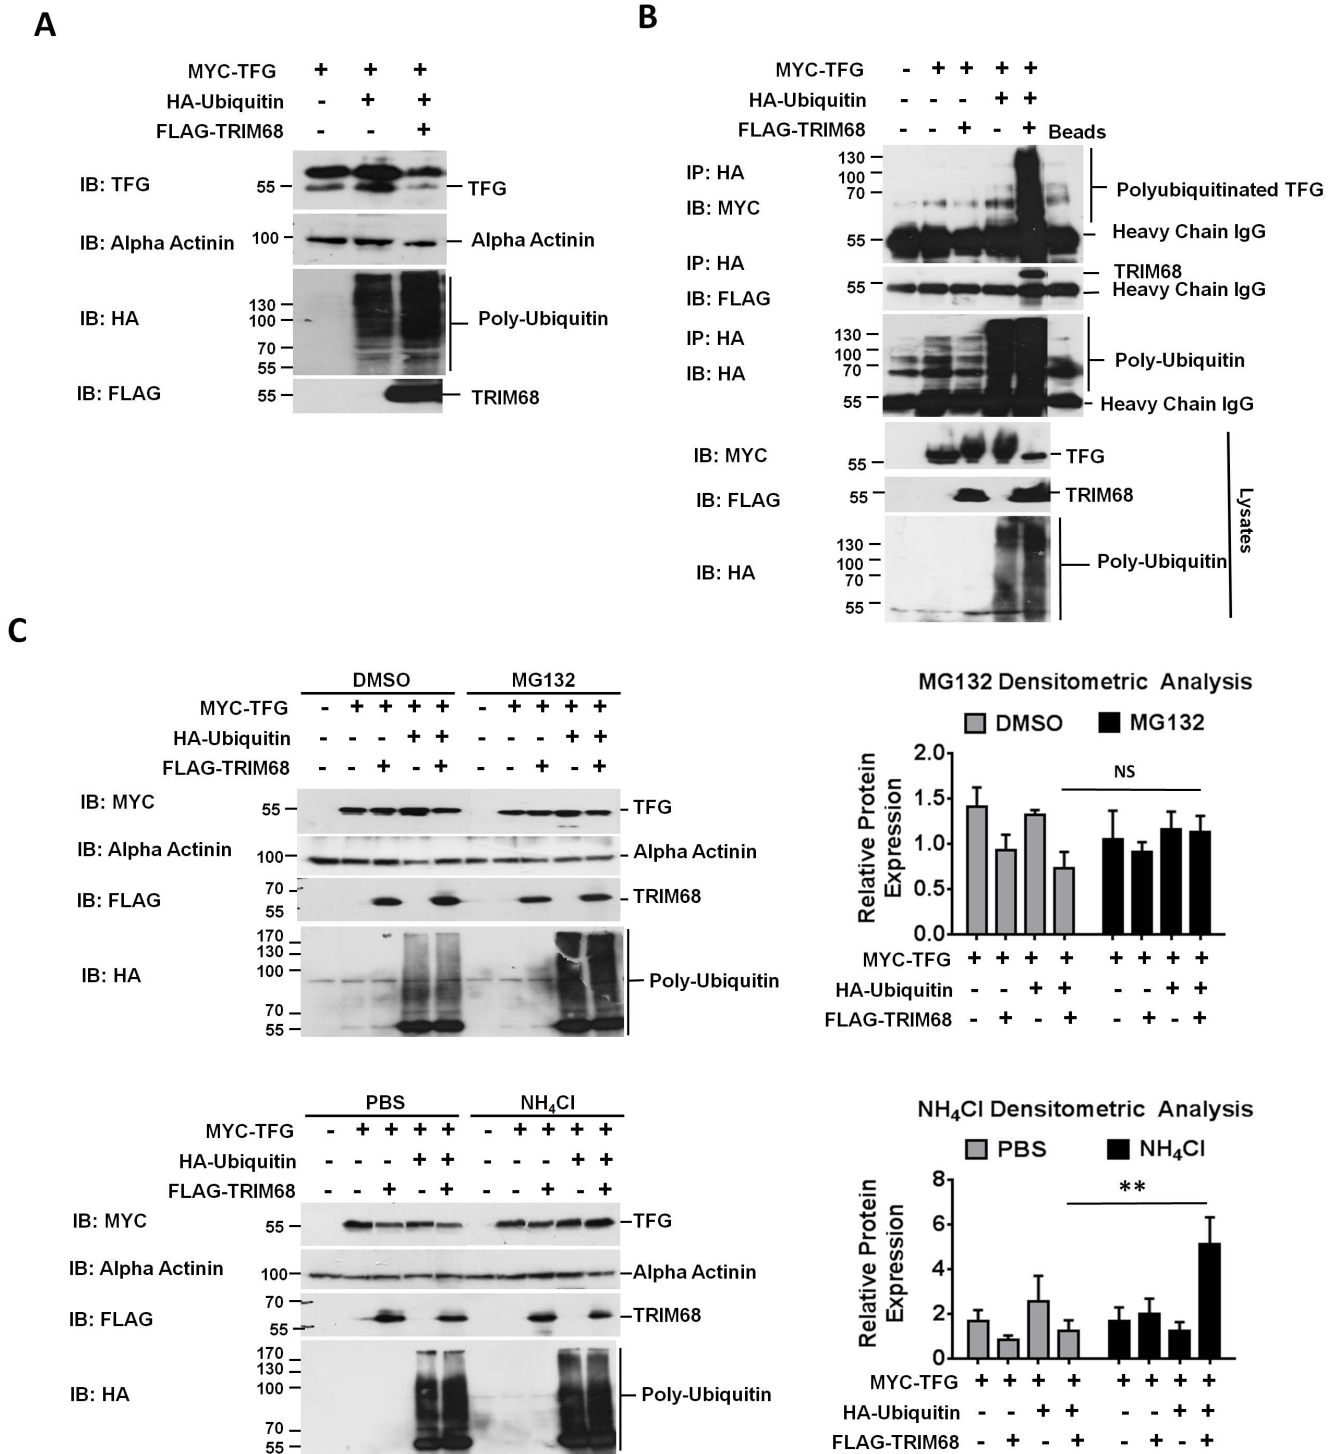 A
MYC-TFG + + +
HA-Ubiquitin - + +
FLAG-TRIM68 - - +
IB: TFG 55 TFG
IB: Alpha Actinin 100 Alpha Actinin
IB: HA Poly-Ubiquitin
130
100
70
55
IB: FLAG 55 TRIM68
B
MYC-TFG - + + + +
HA-Ubiquitin - - - + +
FLAG-TRIM68 - - + - + Beads
IP: HA
IB: MYC
130
100
70
55
Polyubiquitinated TFG
Heavy Chain IgG
IP: HA
IB: FLAG
55
TRIM68
Heavy Chain IgG
IP: HA
IB: HA
130
100
70
55
Poly-Ubiquitin
Heavy Chain IgG
IB: MYC 55 TFG
IB: FLAG 55 TRIM68
IB: HA
130
100
70
55
Poly-Ubiquitin
Lysates
C
DMSO MG132
MYC-TFG - + + + + - + + + +
HA-Ubiquitin - - - + + - - - + +
FLAG-TRIM68 - - + - + - - + - +
IB: MYC 55 TFG
IB: Alpha Actinin 100 Alpha Actinin
IB: FLAG 70 TRIM68
55
IB: HA
170
130
100
70
55
Poly-Ubiquitin
MG132 Densitometric Analysis
DMSO MG132
Relative Protein
Expression
2.0
1.5
1.0
0.5
0.0
NS
MYC-TFG + + + + + + + +
HA-Ubiquitin - - + + - - + +
FLAG-TRIM68 - + - + - + - +
PBS NH4Cl
MYC-TFG - + + + + - + + + +
HA-Ubiquitin - - - + + - - - + +
FLAG-TRIM68 - - + - + - - + - +
IB: MYC 55 TFG
IB: Alpha Actinin 100 Alpha Actinin
IB: FLAG 70 TRIM68
55
IB: HA
170
130
100
70
55
Poly-Ubiquitin
NH4Cl Densitometric Analysis
PBS NH4Cl
Relative Protein
Expression
8
6
4
2
0
**
MYC-TFG + + + + + + + +
HA-Ubiquitin - - + + - - + +
FLAG-TRIM68 - + - + - + - +